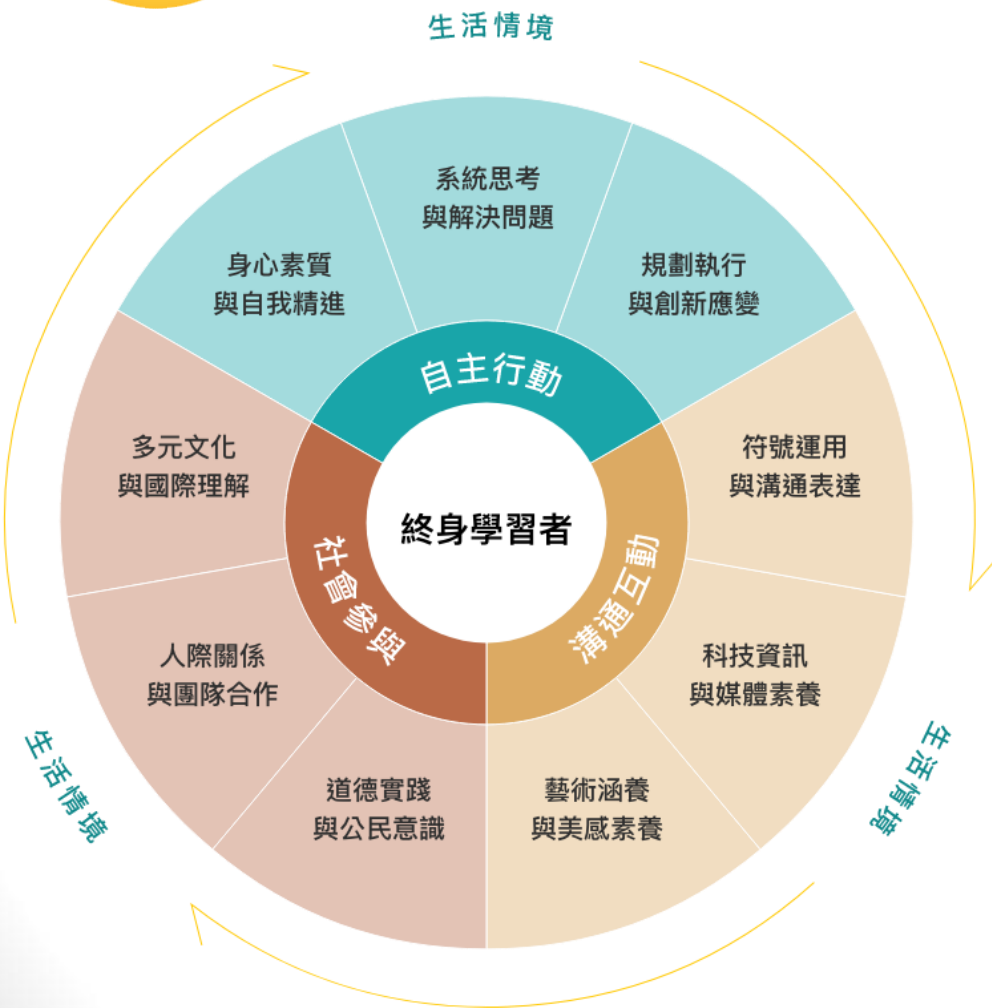 生活情境
系統思考
與解決問題
身心素質
與自我精進
規劃執行
與創新應變
自主行動
多元文化
與國際理解
符號運用
與溝通表達
終身學習者
社會參與
溝通互動
人際關係
與團隊合作
科技資訊
與媒體素養
道德實踐
與公民意識
藝術涵養
與美感素養
生活情境
生活情境